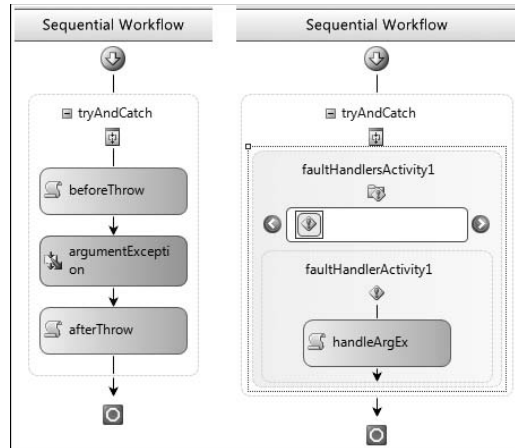 Sequential Workflow
tryAndCatch
beforeThrow
argumentExcepti
on
afterThrow
Sequential Workflow
tryAndCatch
faultHandlersActivity1
faultHandlerActivity1
handleArgEx